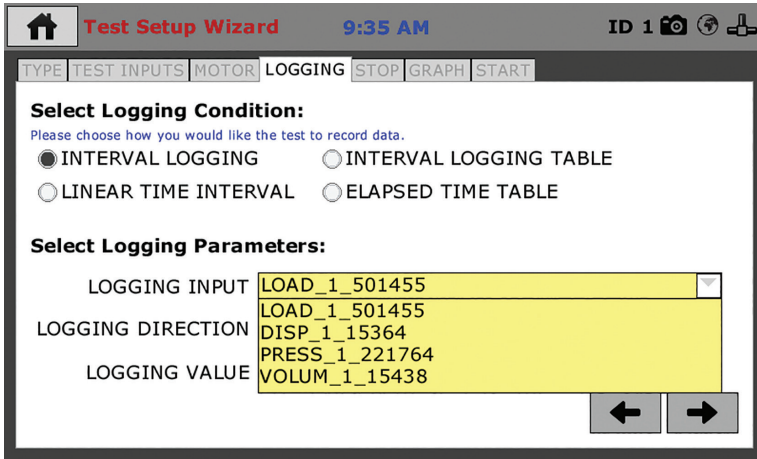 Test Setup Wizard 9:35 AM ID 1
TYPE TEST INPUTS MOTOR LOGGING STOP GRAPH START
Select Logging Condition:
Please choose how you would like the test to record data.
INTERVAL LOGGING INTERVAL LOGGING TABLE
LINEAR TIME INTERVAL ELAPSED TIME TABLE
Select Logging Parameters:
LOGGING INPUT LOAD_1_501455
LOAD_1_501455
LOGGING DIRECTION DISP_1_15364
PRESS_1_221764
LOGGING VALUE VOLUM_1_15438